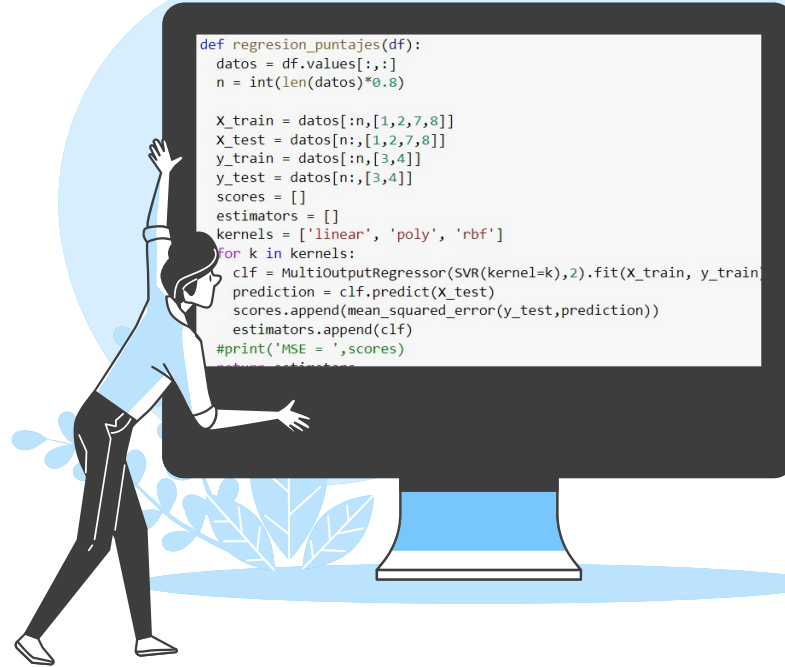 def regresion_puntajes(df):
  datos = df.values[:,:]
  n = int(len(datos)*0.8)

  X_train = datos[:n,[1,2,7,8]]
  X_test = datos[n:,[1,2,7,8]]
  y_train = datos[:n,[3,4]]
  y_test = datos[n:,[3,4]]
  scores = []
  estimators = []
  kernels = ['linear', 'poly', 'rbf']
  for k in kernels:
    clf = MultiOutputRegressor(SVR(kernel=k),2).fit(X_train, y_train)
    prediction = clf.predict(X_test)
    scores.append(mean_squared_error(y_test,prediction))
    estimators.append(clf)
  #print('MSE = ',scores)